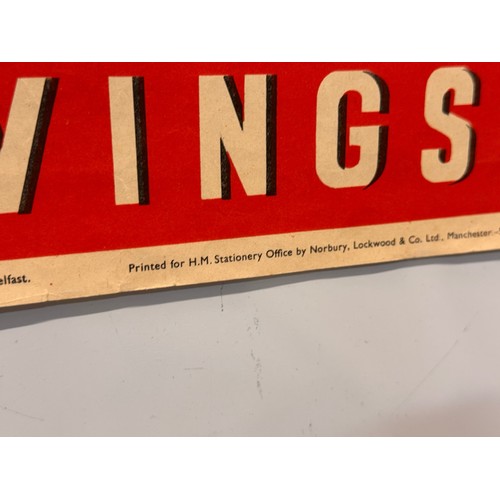 VINGS
elfast. Printed for H.M. Stationery Office by Norbury, Lockwood & Co. Ltd., Manchester.